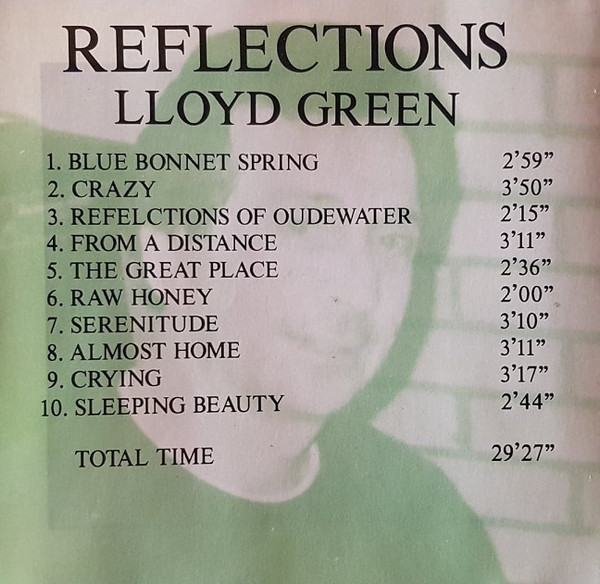 REFLECTIONS
LLOYD GREEN
1. BLUE BONNET SPRING 2’59”
2. CRAZY 3’50”
3. REFELCTIONS OF OUDEWATER 2’15”
4. FROM A DISTANCE 3’11”
5. THE GREAT PLACE 2’36”
6. RAW HONEY 2’00”
7. SERENITUDE 3’10”
8. ALMOST HOME 3’11”
9. CRYING 3’17”
10. SLEEPING BEAUTY 2’44”
TOTAL TIME 29’27”